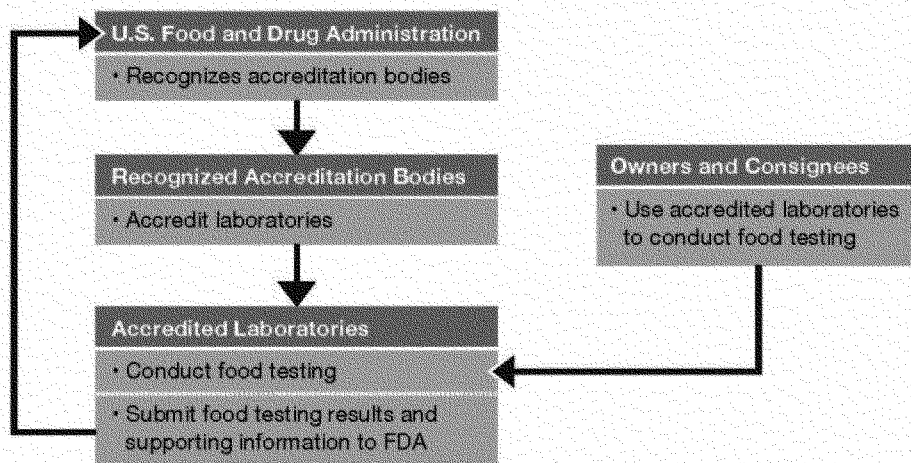 U.S. Food and Drug Administration
• Recognizes accreditation bodies
Recognized Accreditation Bodies
• Accredit laboratories
Owners and Consignees
• Use accredited laboratories
to conduct food testing
Accredited Laboratories
• Conduct food testing
• Submit food testing results and
supporting information to FDA